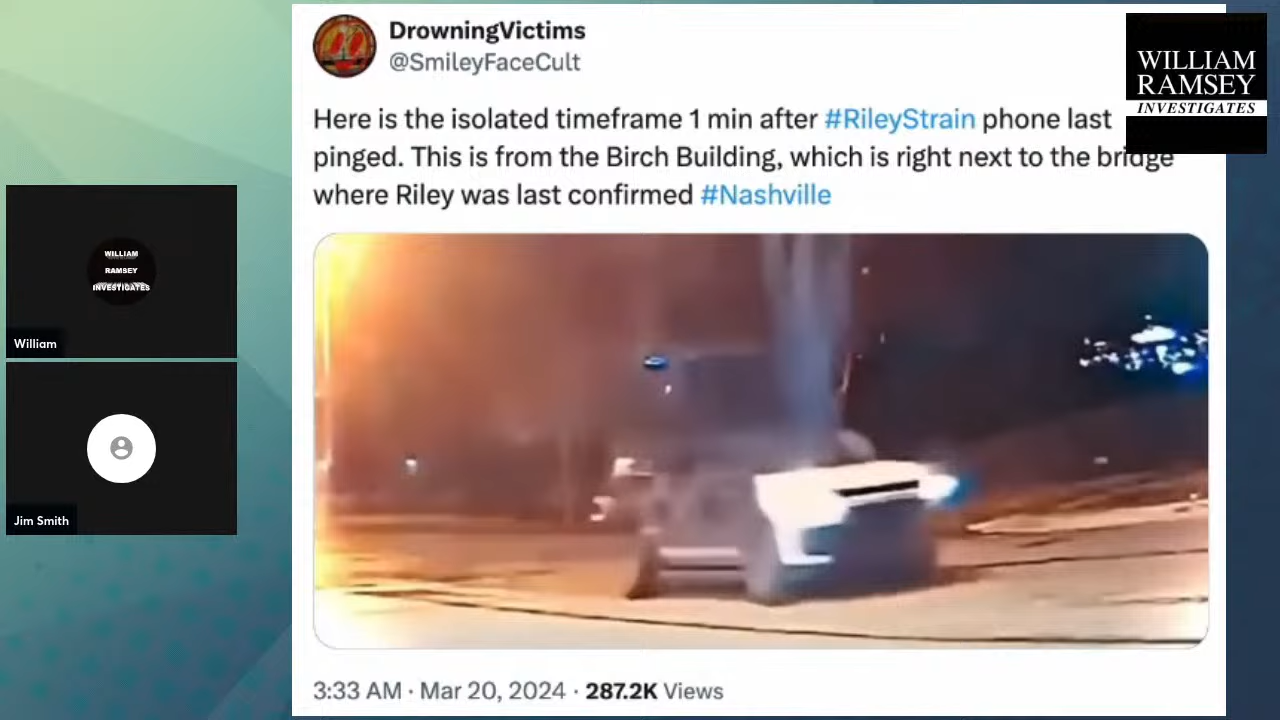 DrowningVictims
@SmileyFaceCult
WILLIAM
RAMSEY
INVESTIGATES
Here is the isolated timeframe 1 min after #RileyStrain phone last
pinged. This is from the Birch Building, which is right next to the bridge
where Riley was last confirmed #Nashville
WILLIAM
RAMSEY
INVESTIGATES
William
Jim Smith
3:33 AM · Mar 20, 2024 · 287.2K Views